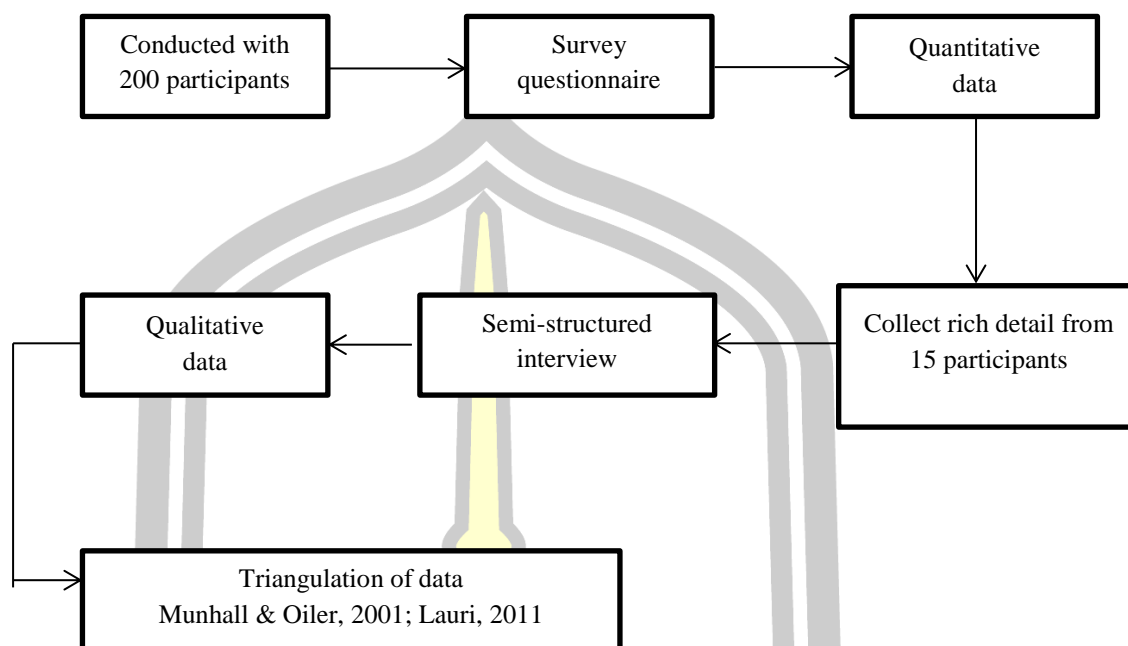 Conducted with
200 participants
Survey
questionnaire
Quantitative
data
Collect rich detail from
15 participants
Semi-structured
interview
Qualitative
data
Triangulation of data
Munhall & Oiler, 2001; Lauri, 2011